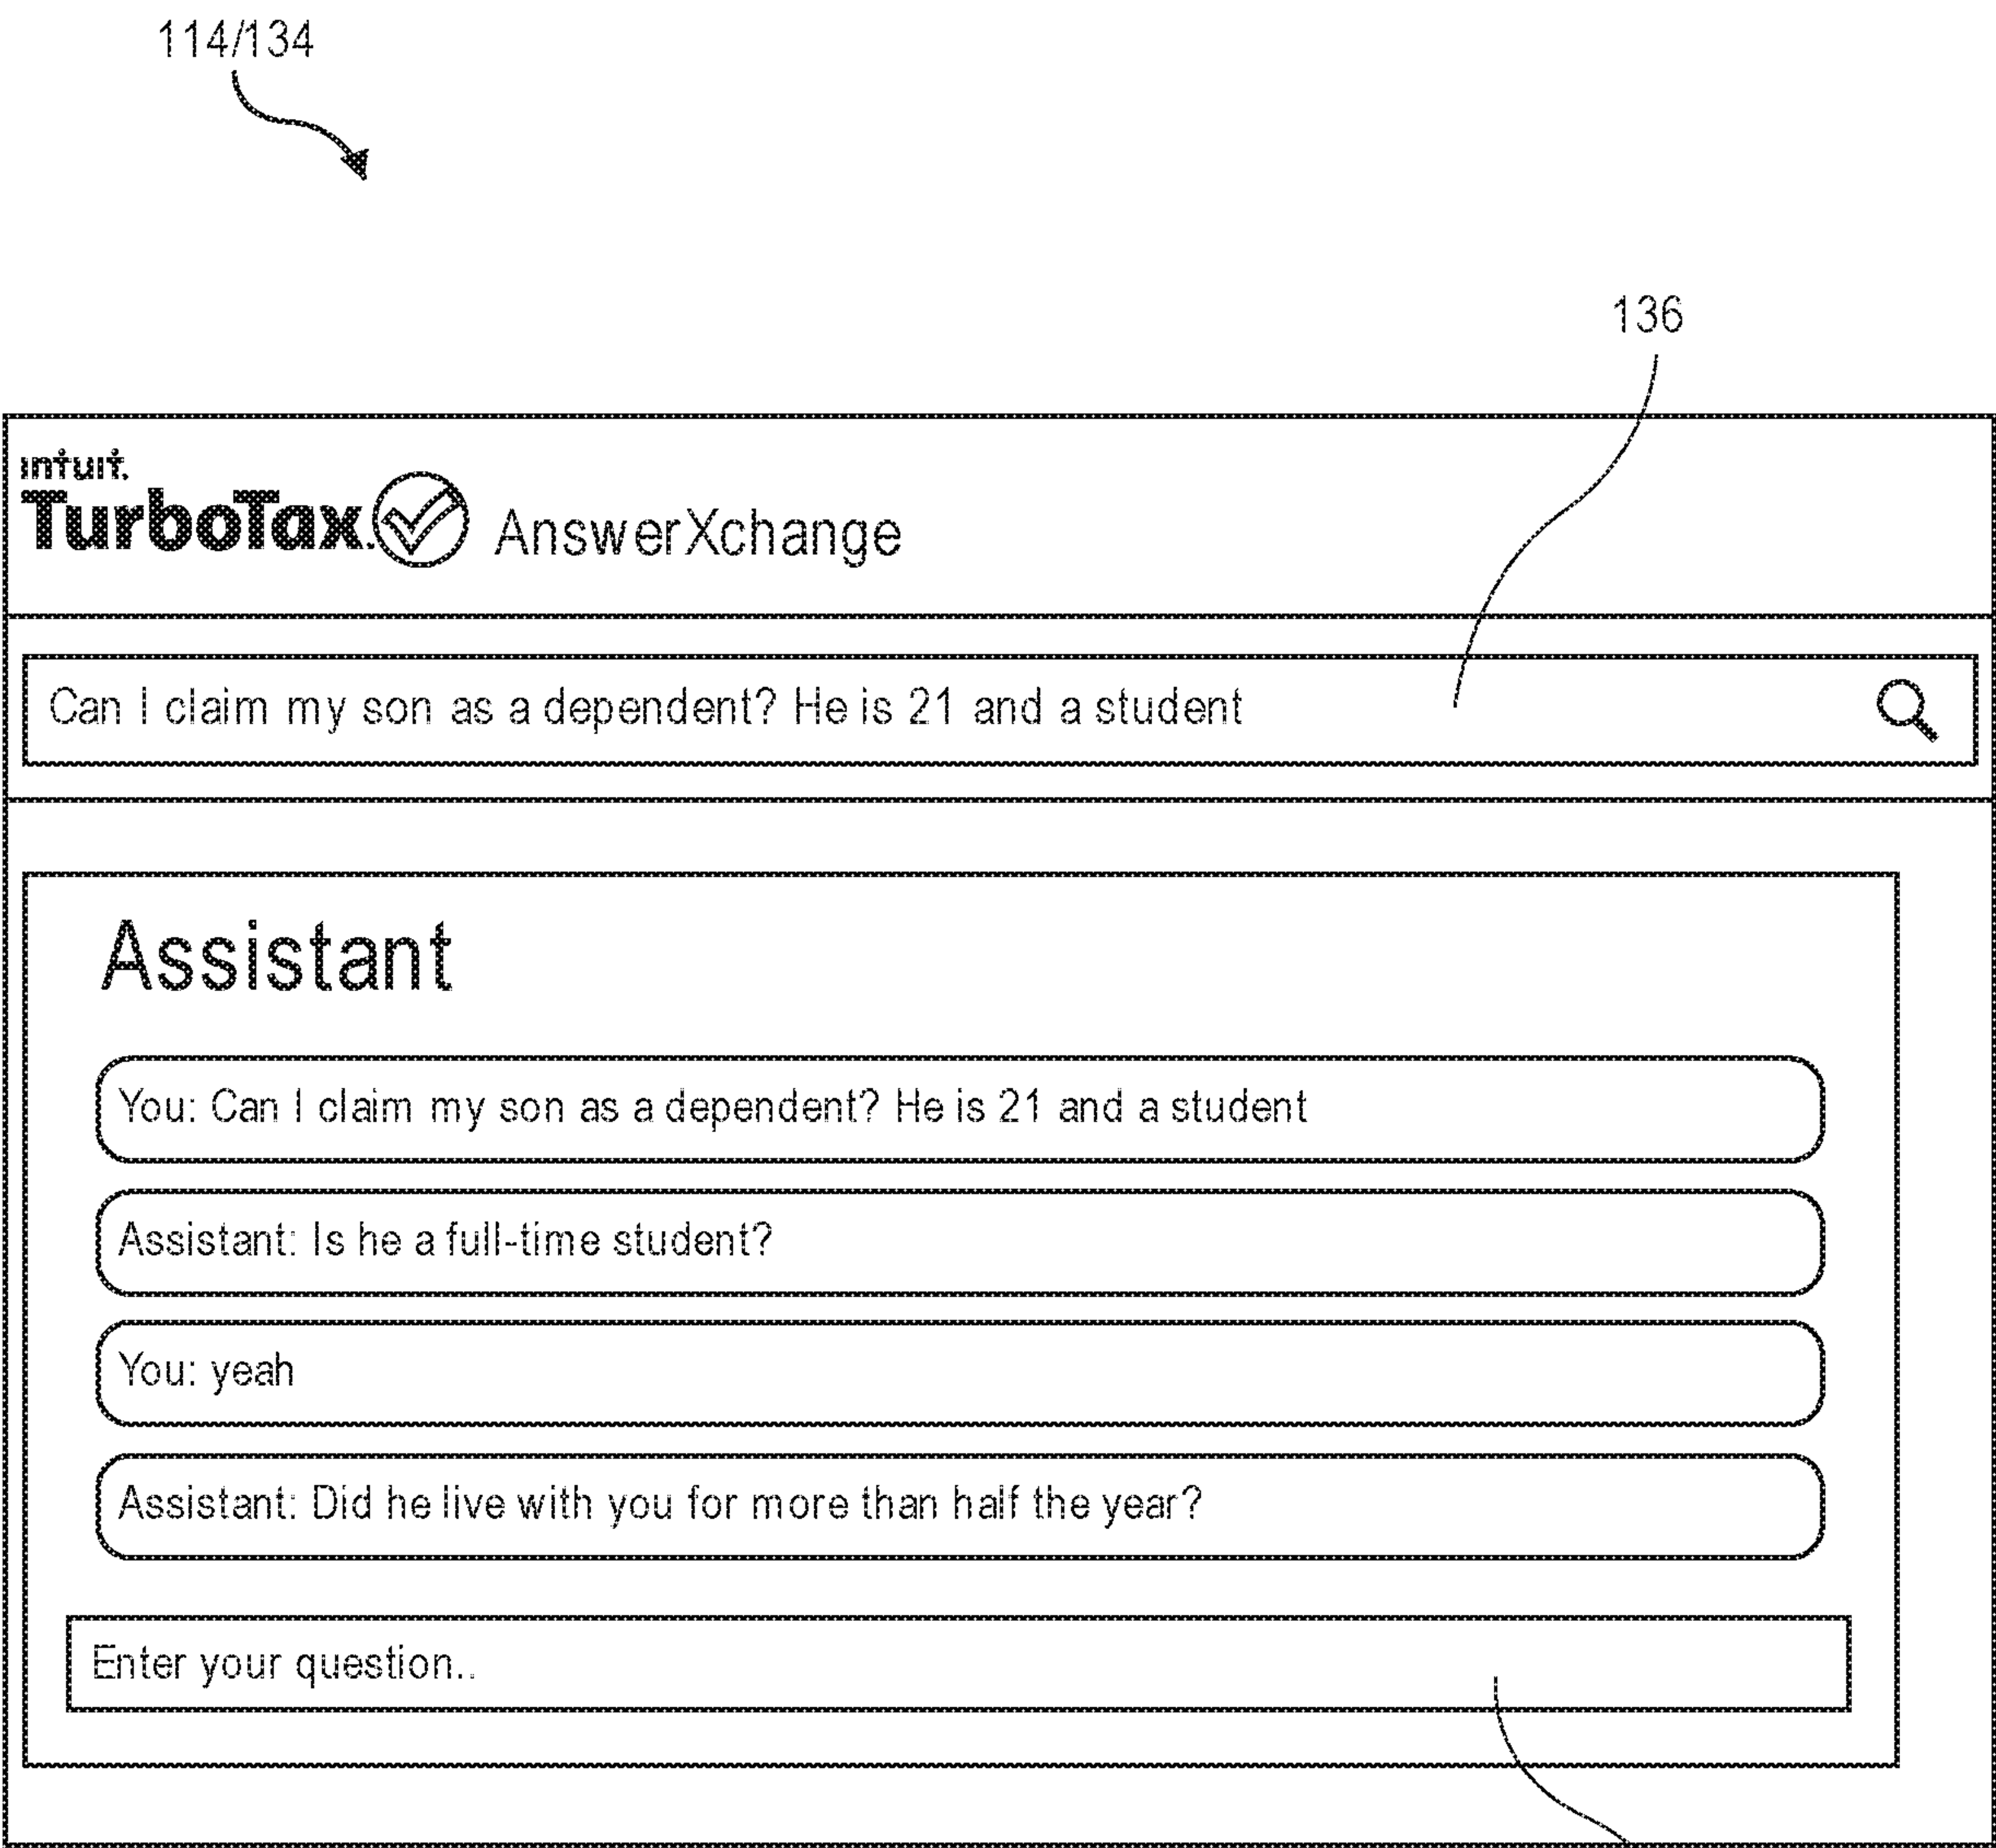 114/134
136
intuit.
TurboTax. AnswerXchange
Can I claim my son as a dependent? He is 21 and a student
Assistant
You: Can I claim my son as a dependent? He is 21 and a student
Assistant: Is he a full-time student?
You: yeah
Assistant: Did he live with you for more than half the year?
Enter your question..